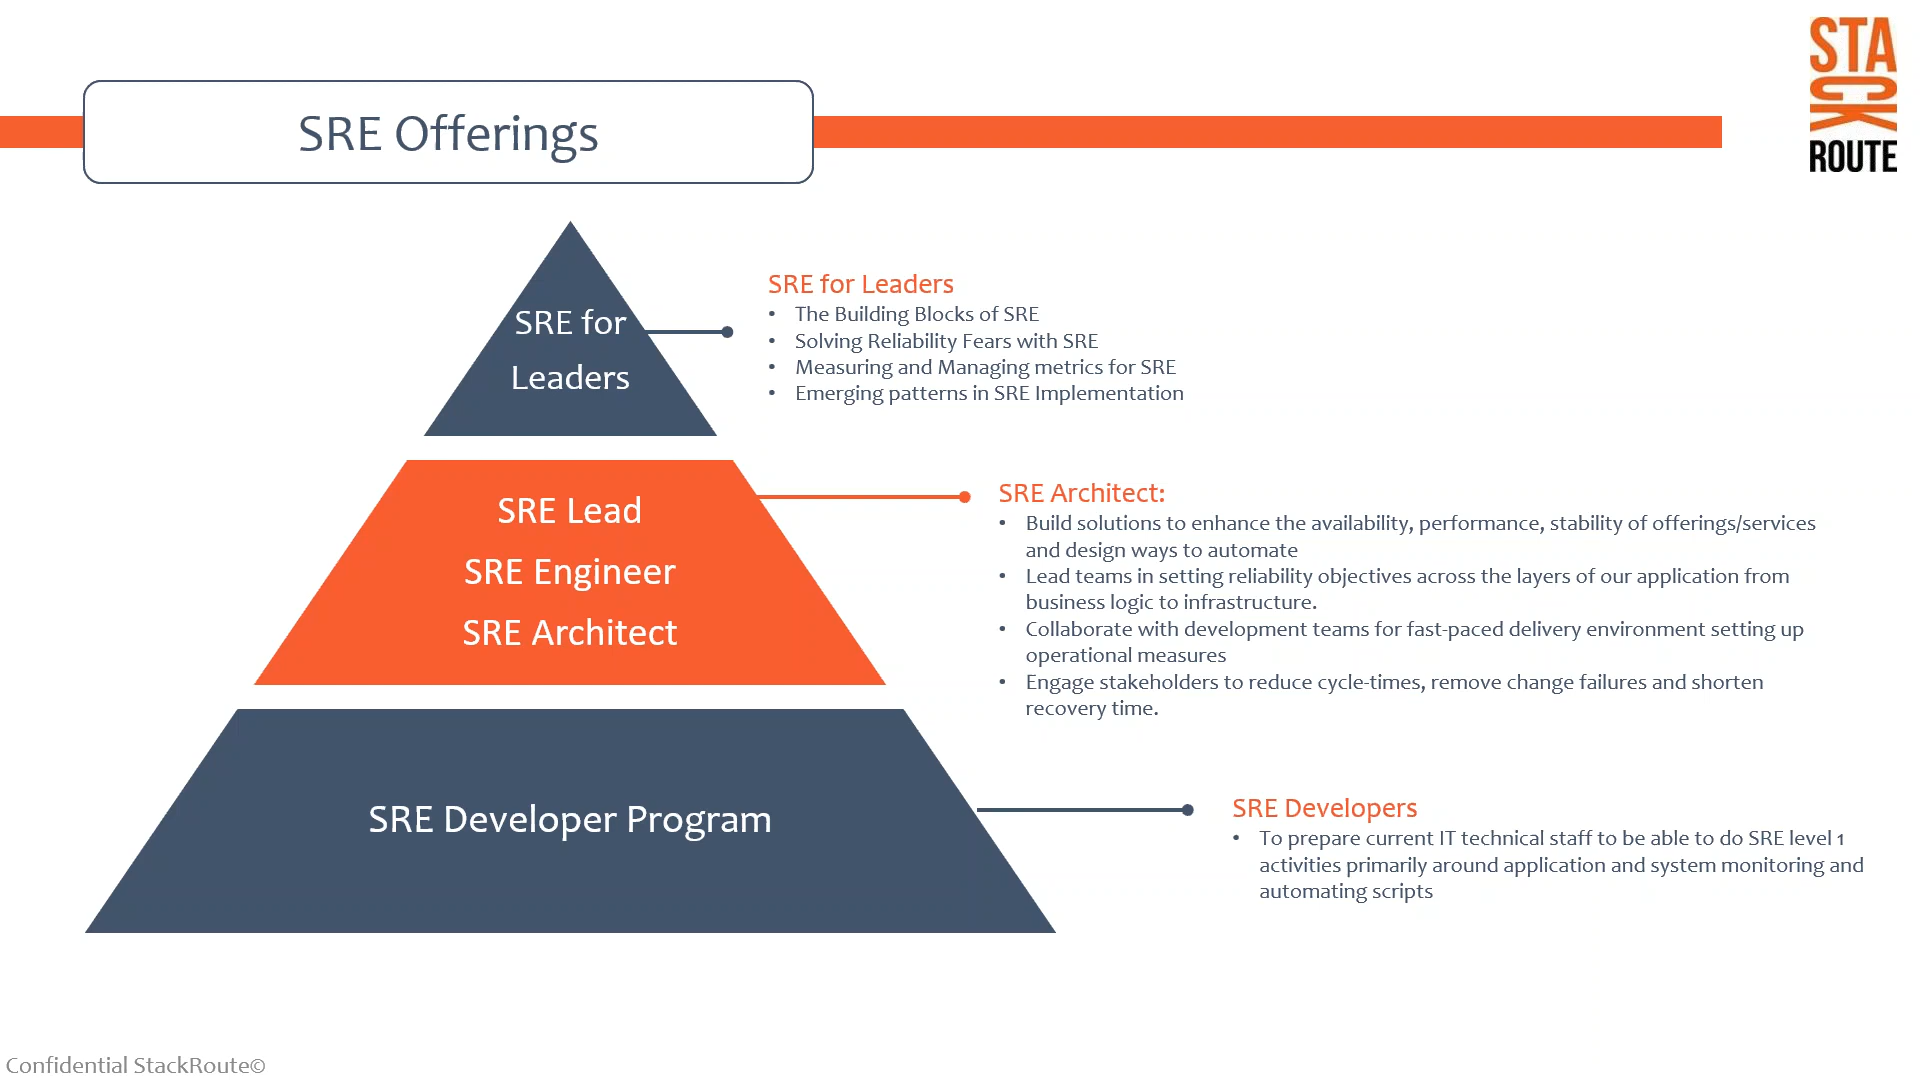 STA
CK
ROUTE
SRE Offerings
SRE for
Leaders
SRE for Leaders
• The Building Blocks of SRE
• Solving Reliability Fears with SRE
• Measuring and Managing metrics for SRE
• Emerging patterns in SRE Implementation
SRE Lead
SRE Engineer
SRE Architect
SRE Architect:
• Build solutions to enhance the availability, performance, stability of offerings/services
and design ways to automate
• Lead teams in setting reliability objectives across the layers of our application from
business logic to infrastructure.
• Collaborate with development teams for fast-paced delivery environment setting up
operational measures
• Engage stakeholders to reduce cycle-times, remove change failures and shorten
recovery time.
SRE Developer Program
SRE Developers
• To prepare current IT technical staff to be able to do SRE level 1
activities primarily around application and system monitoring and
automating scripts
Confidential StackRoute©